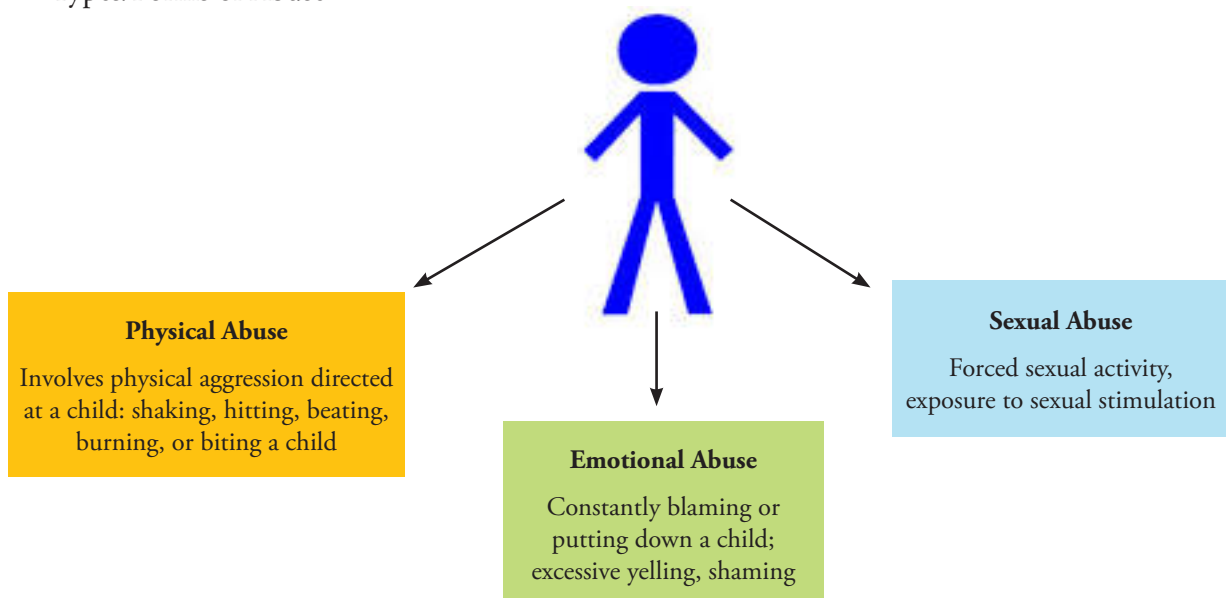 Physical Abuse
Involves physical aggression directed
at a child: shaking, hitting, beating,
burning, or biting a child
Emotional Abuse
Constantly blaming or
putting down a child;
excessive yelling, shaming
Sexual Abuse
Forced sexual activity,
exposure to sexual stimulation